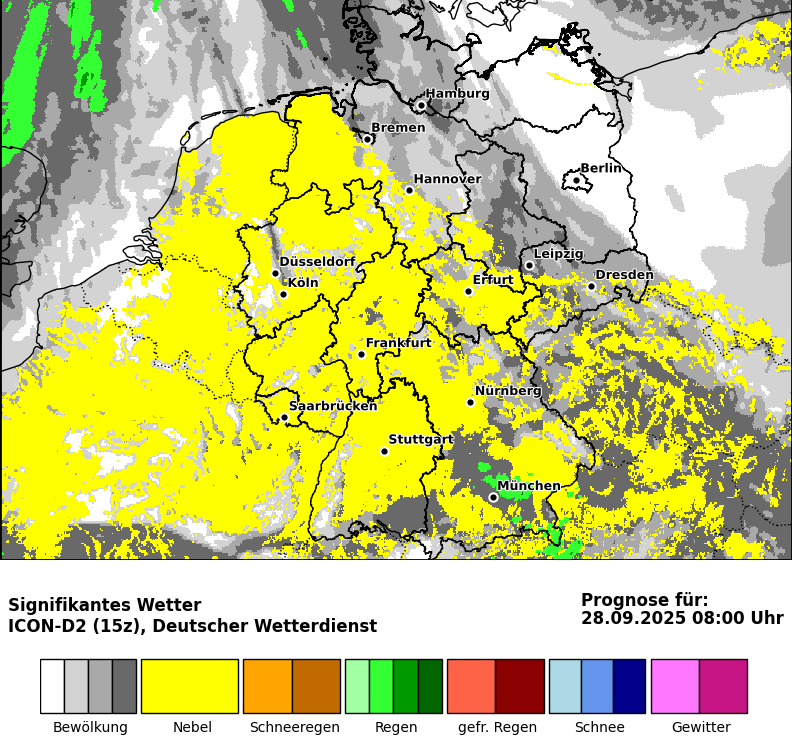 Hamburg
Bremen
Berlin
Hannover
Leipzig
Düsseldorf
Dresden
Köln
Erfurt
Frankfurt
Nürnberg
Saarbrücken
Stuttgart
München
Signifikantes Wetter
ICON-D2 (15z), Deutscher Wetterdienst
Prognose für:
28.09.2025 08:00 Uhr
Bewölkung Nebel Schneeregen Regen gefr. Regen Schnee Gewitter